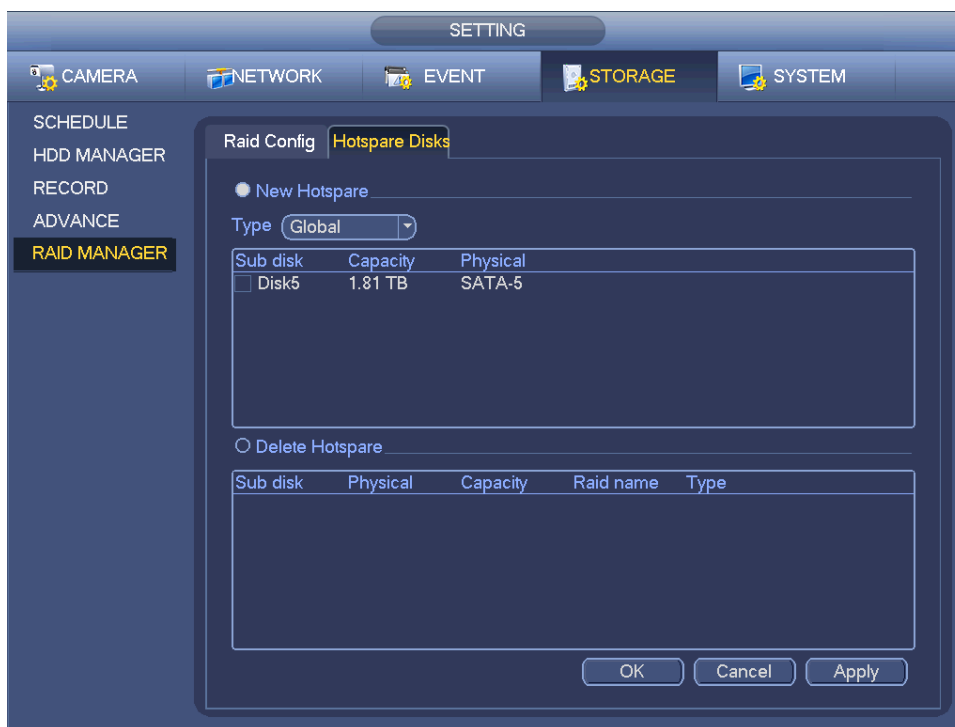 SETTING
CAMERA NETWORK EVENT STORAGE SYSTEM
SCHEDULE
HDD MANAGER
RECORD
ADVANCE
RAID MANAGER
Raid Config Hotspare Disks
New Hotspare
Type Global
Sub disk Capacity Physical
Disk5 1.81 TB SATA-5
Delete Hotspare
Sub disk Physical Capacity Raid name Type
OK Cancel Apply